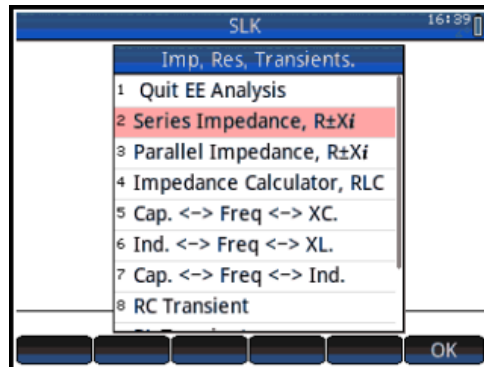 SLK 16:39
Imp, Res, Transients.
1 Quit EE Analysis
2 Series Impedance, R±Xi
3 Parallel Impedance, R±Xi
4 Impedance Calculator, RLC
5 Cap. <-> Freq <-> XC.
6 Ind. <-> Freq <-> XL.
7 Cap. <-> Freq <-> Ind.
8 RC Transient
OK